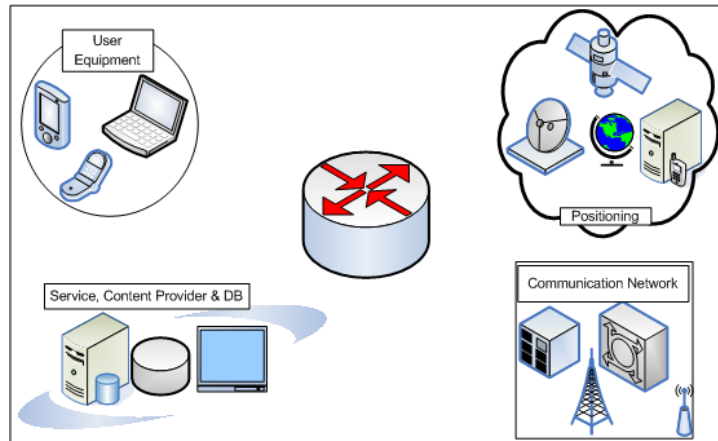 User
Equipment
Positioning
Service, Content Provider & DB
Communication Network